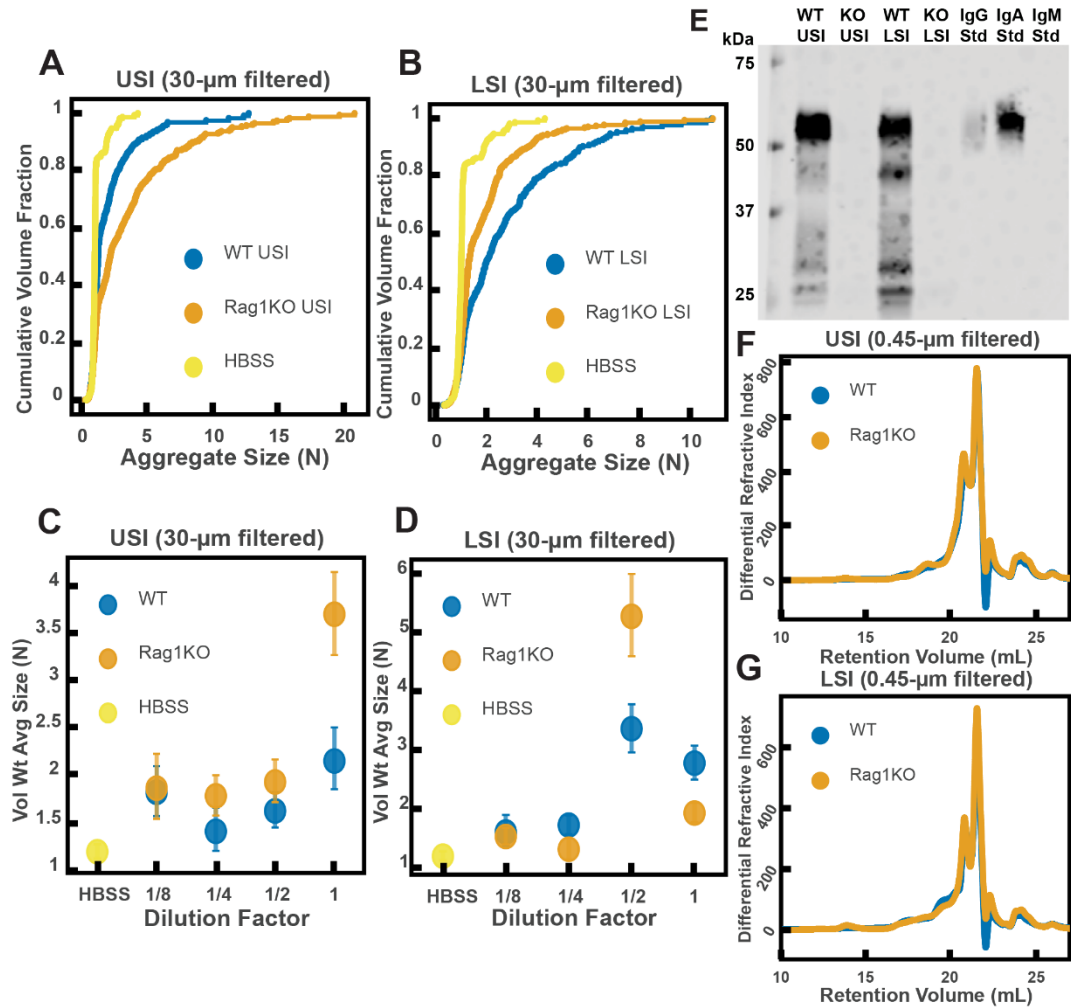 A
USI (30-µm filtered)
Cumulative Volume Fraction
1
0.8
0.6
0.4
0.2
0
WT USI
Rag1KO USI
HBSS
0 5 10 15 20
Aggregate Size (N)
B
LSI (30-µm filtered)
Cumulative Volume Fraction
1
0.8
0.6
0.4
0.2
0
WT LSI
Rag1KO LSI
HBSS
0 2 4 6 8 10
Aggregate Size (N)
E
WT KO WT KO IgG IgA IgM
USI USI LSI LSI Std Std Std
kDa
75
50
37
25
C
USI (30-µm filtered)
Vol Wt Avg Size (N)
4
3.5
3
2.5
2
1.5
1
WT
Rag1KO
HBSS
HBSS 1/8 1/4 1/2 1
Dilution Factor
D
LSI (30-µm filtered)
Vol Wt Avg Size (N)
6
5
4
3
2
1
WT
Rag1KO
HBSS
HBSS 1/8 1/4 1/2 1
Dilution Factor
F
USI (0.45-µm filtered)
Differential Refractive Index
800
600
400
200
0
WT
Rag1KO
10 15 20 25
Retention Volume (mL)
G
LSI (0.45-µm filtered)
Differential Refractive Index
600
400
200
0
WT
Rag1KO
10 15 20 25
Retention Volume (mL)